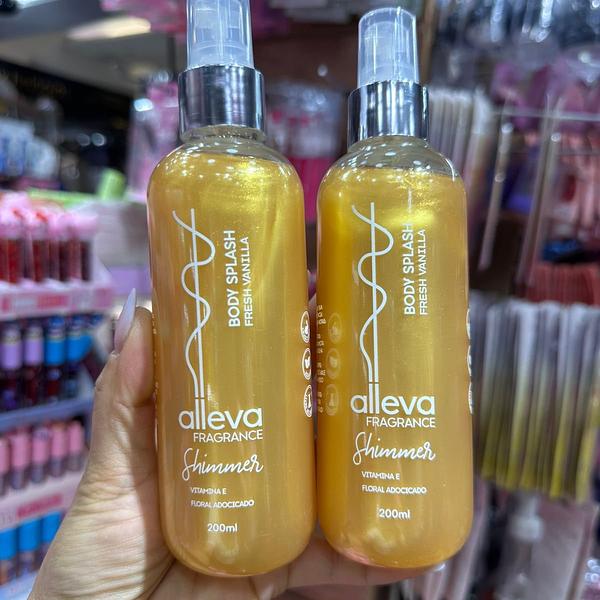 BODY SPLASH
FRESH VANILLA
alleva
FRAGRANCE
Shimmer
VITAMINA E
FLORAL ADOCICADO
200ml
BODY SPLASH
FRESH VANILLA
alleva
FRAGRANCE
Shimmer
VITAMINA E
FLORAL ADOCICADO
200ml